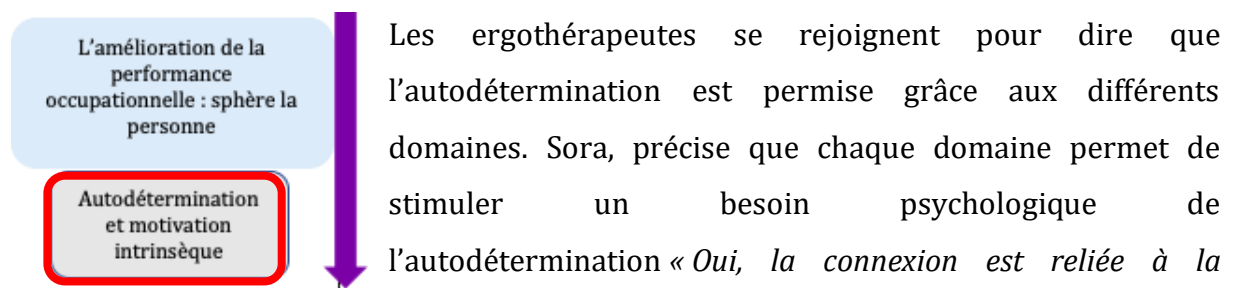 L'amélioration de la
performance
occupationnelle : sphère la
personne
Autodétermination
et motivation
intrinsèque
Les ergothérapeutes se rejoignent pour dire que
l'autodétermination est permise grâce aux différents
domaines. Sora, précise que chaque domaine permet de
stimuler un besoin psychologique de
l'autodétermination « Oui, la connexion est reliée à la